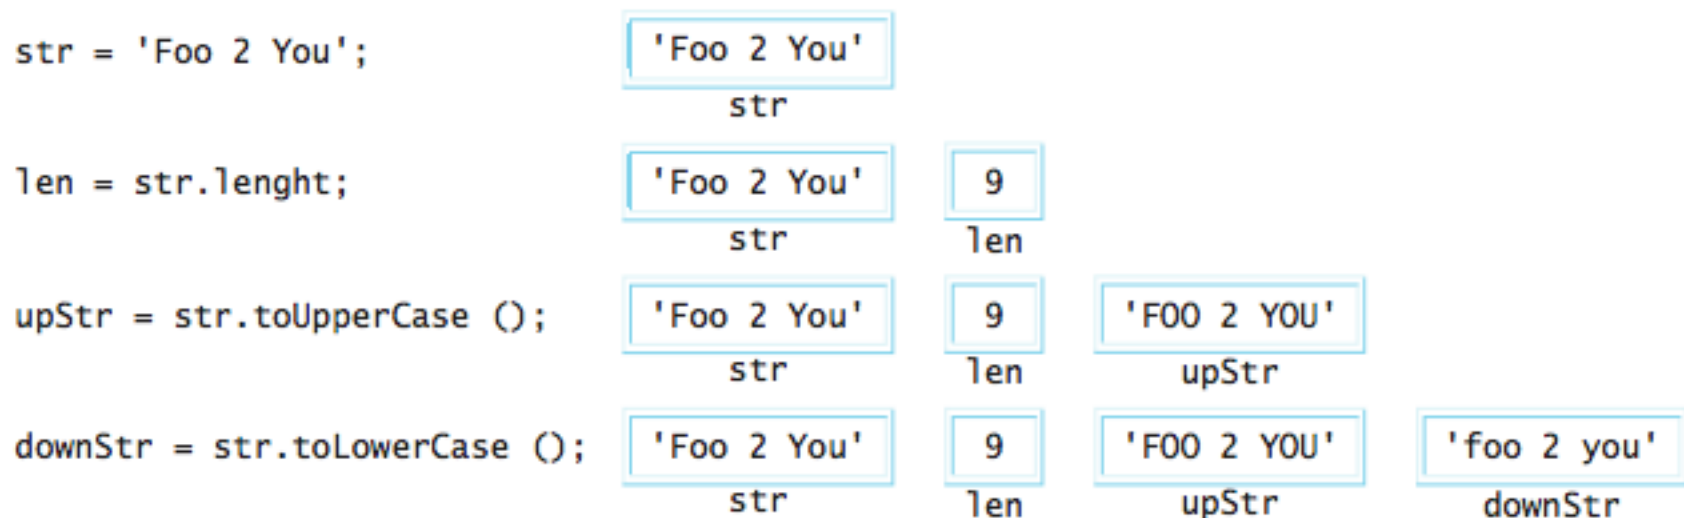 str = 'Foo 2 You'; 'Foo 2 You'
str
len = str.lenght; 'Foo 2 You' 9
str len
upStr = str.toUpperCase (); 'Foo 2 You' 9 'FOO 2 YOU'
str len upStr
downStr = str.toLowerCase (); 'Foo 2 You' 9 'FOO 2 YOU' 'foo 2 you'
str len upStr downStr